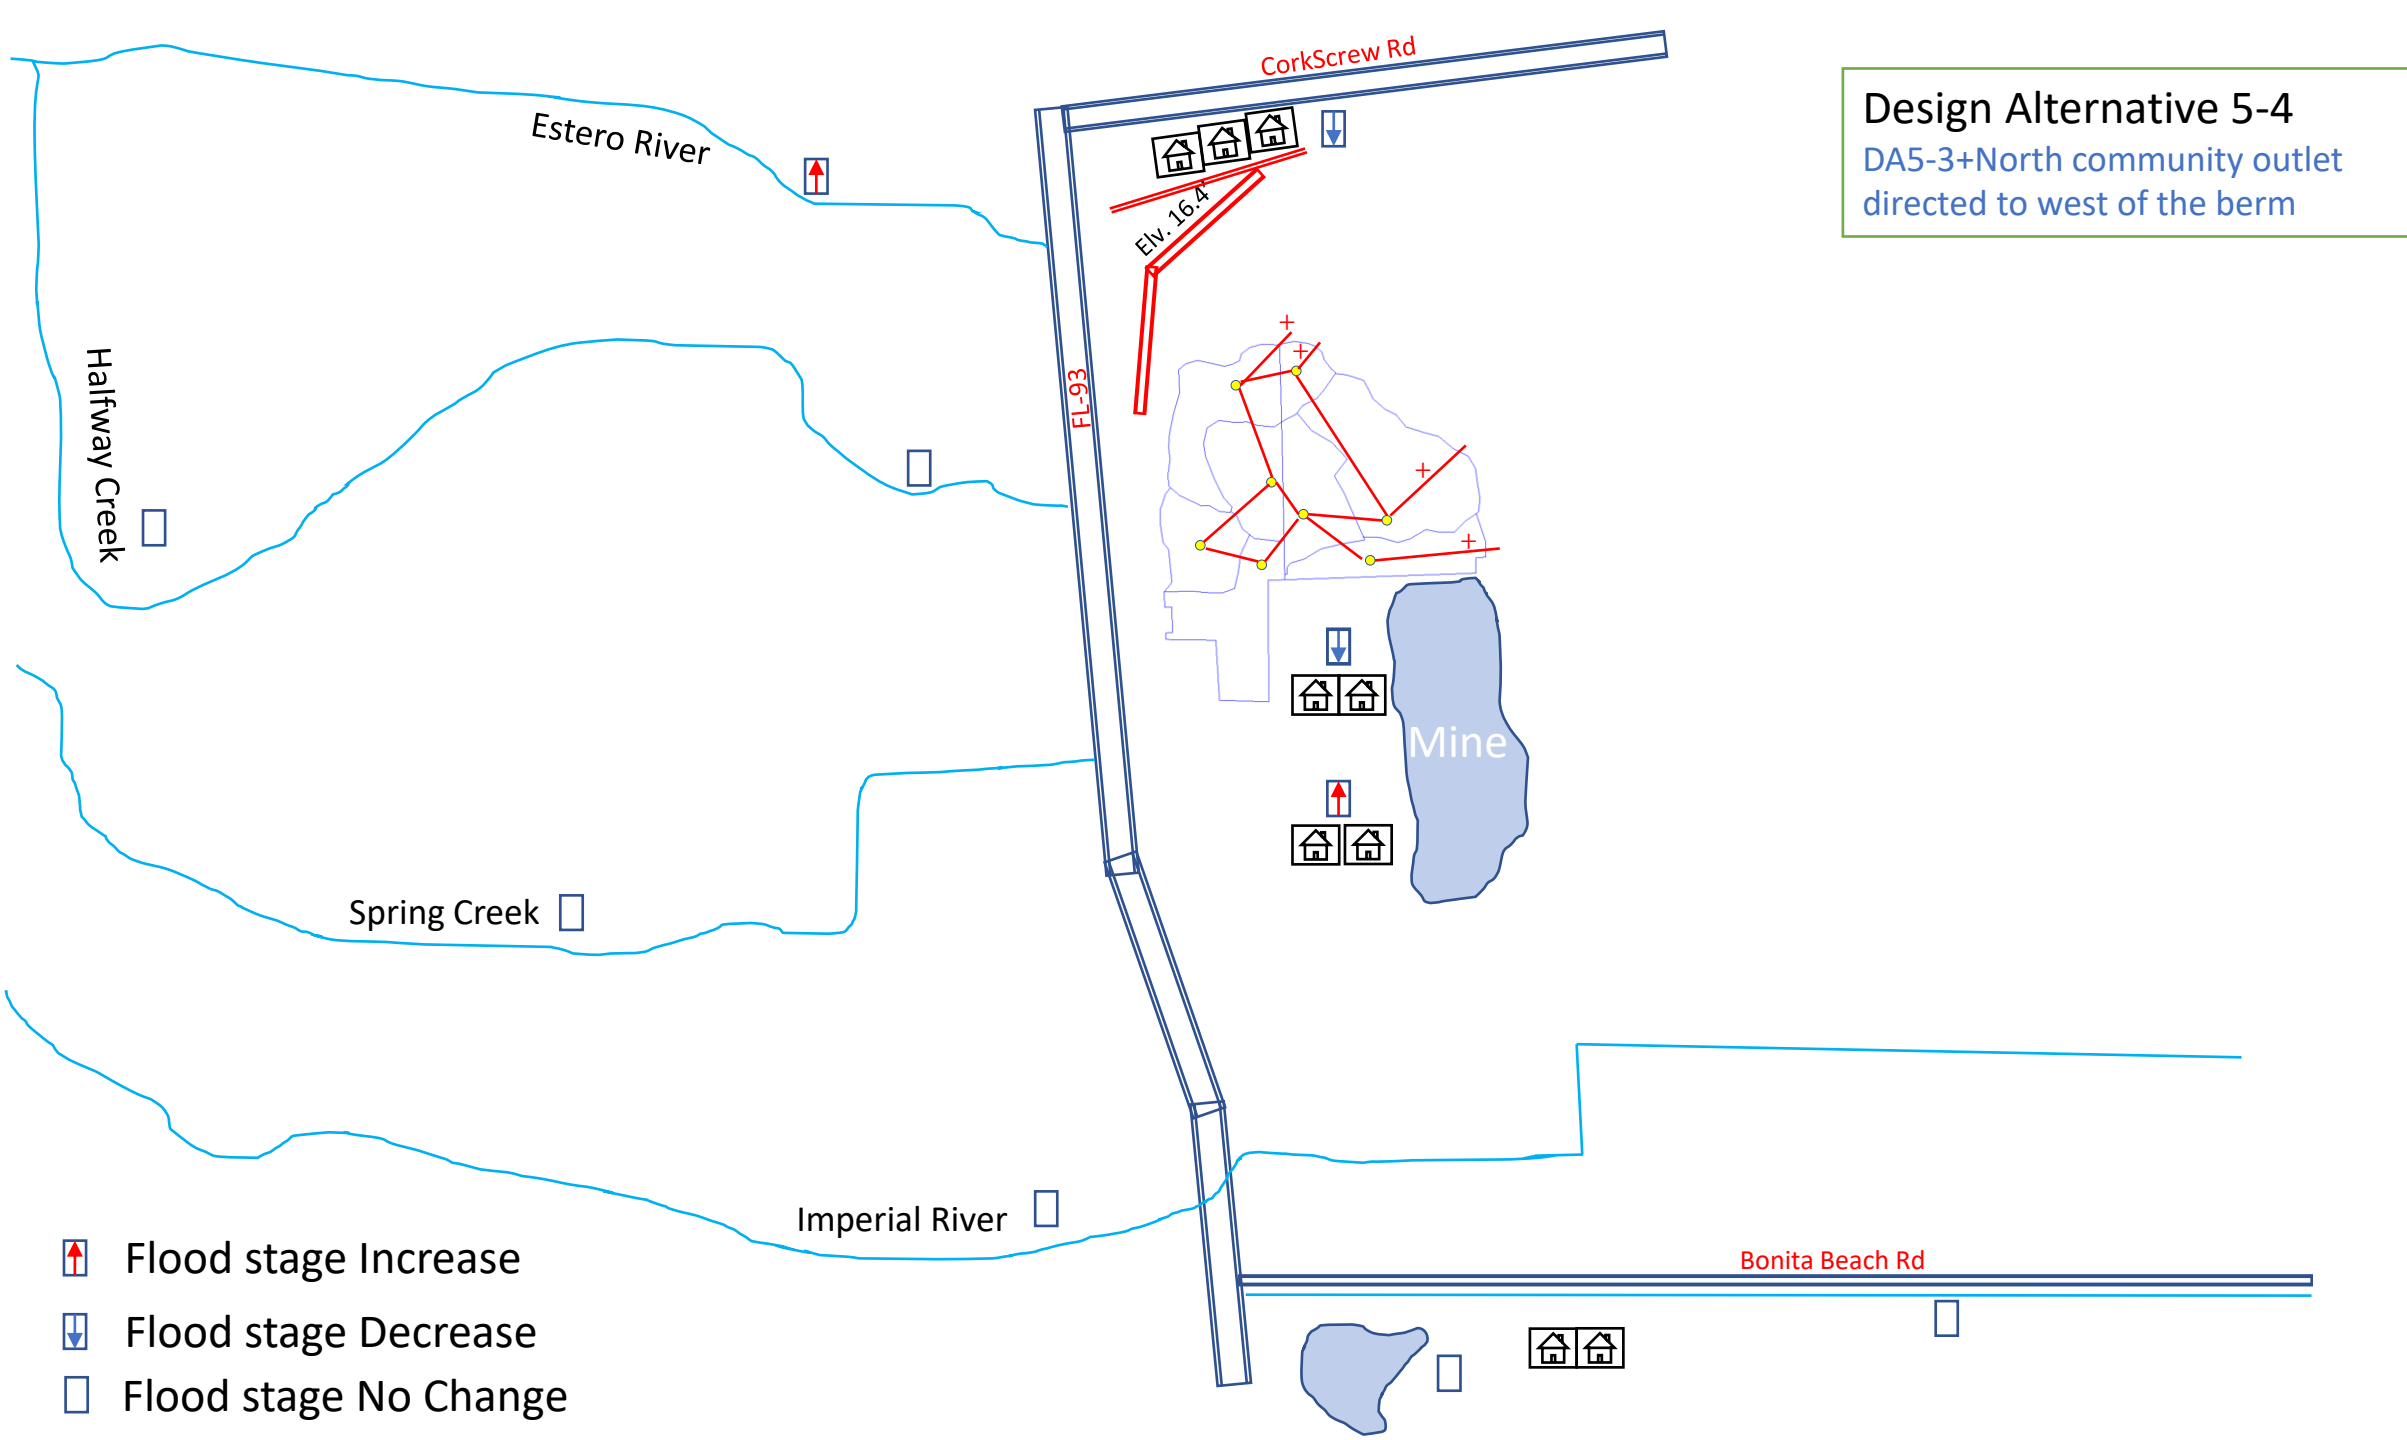 CorkScrew Rd
Design Alternative 5-4
DA5-3+North community outlet
directed to west of the berm
Estero River
Elv. 16.4'
Halfway Creek
FL-93
Mine
Spring Creek
Imperial River
Bonita Beach Rd
Flood stage Increase
Flood stage Decrease
Flood stage No Change